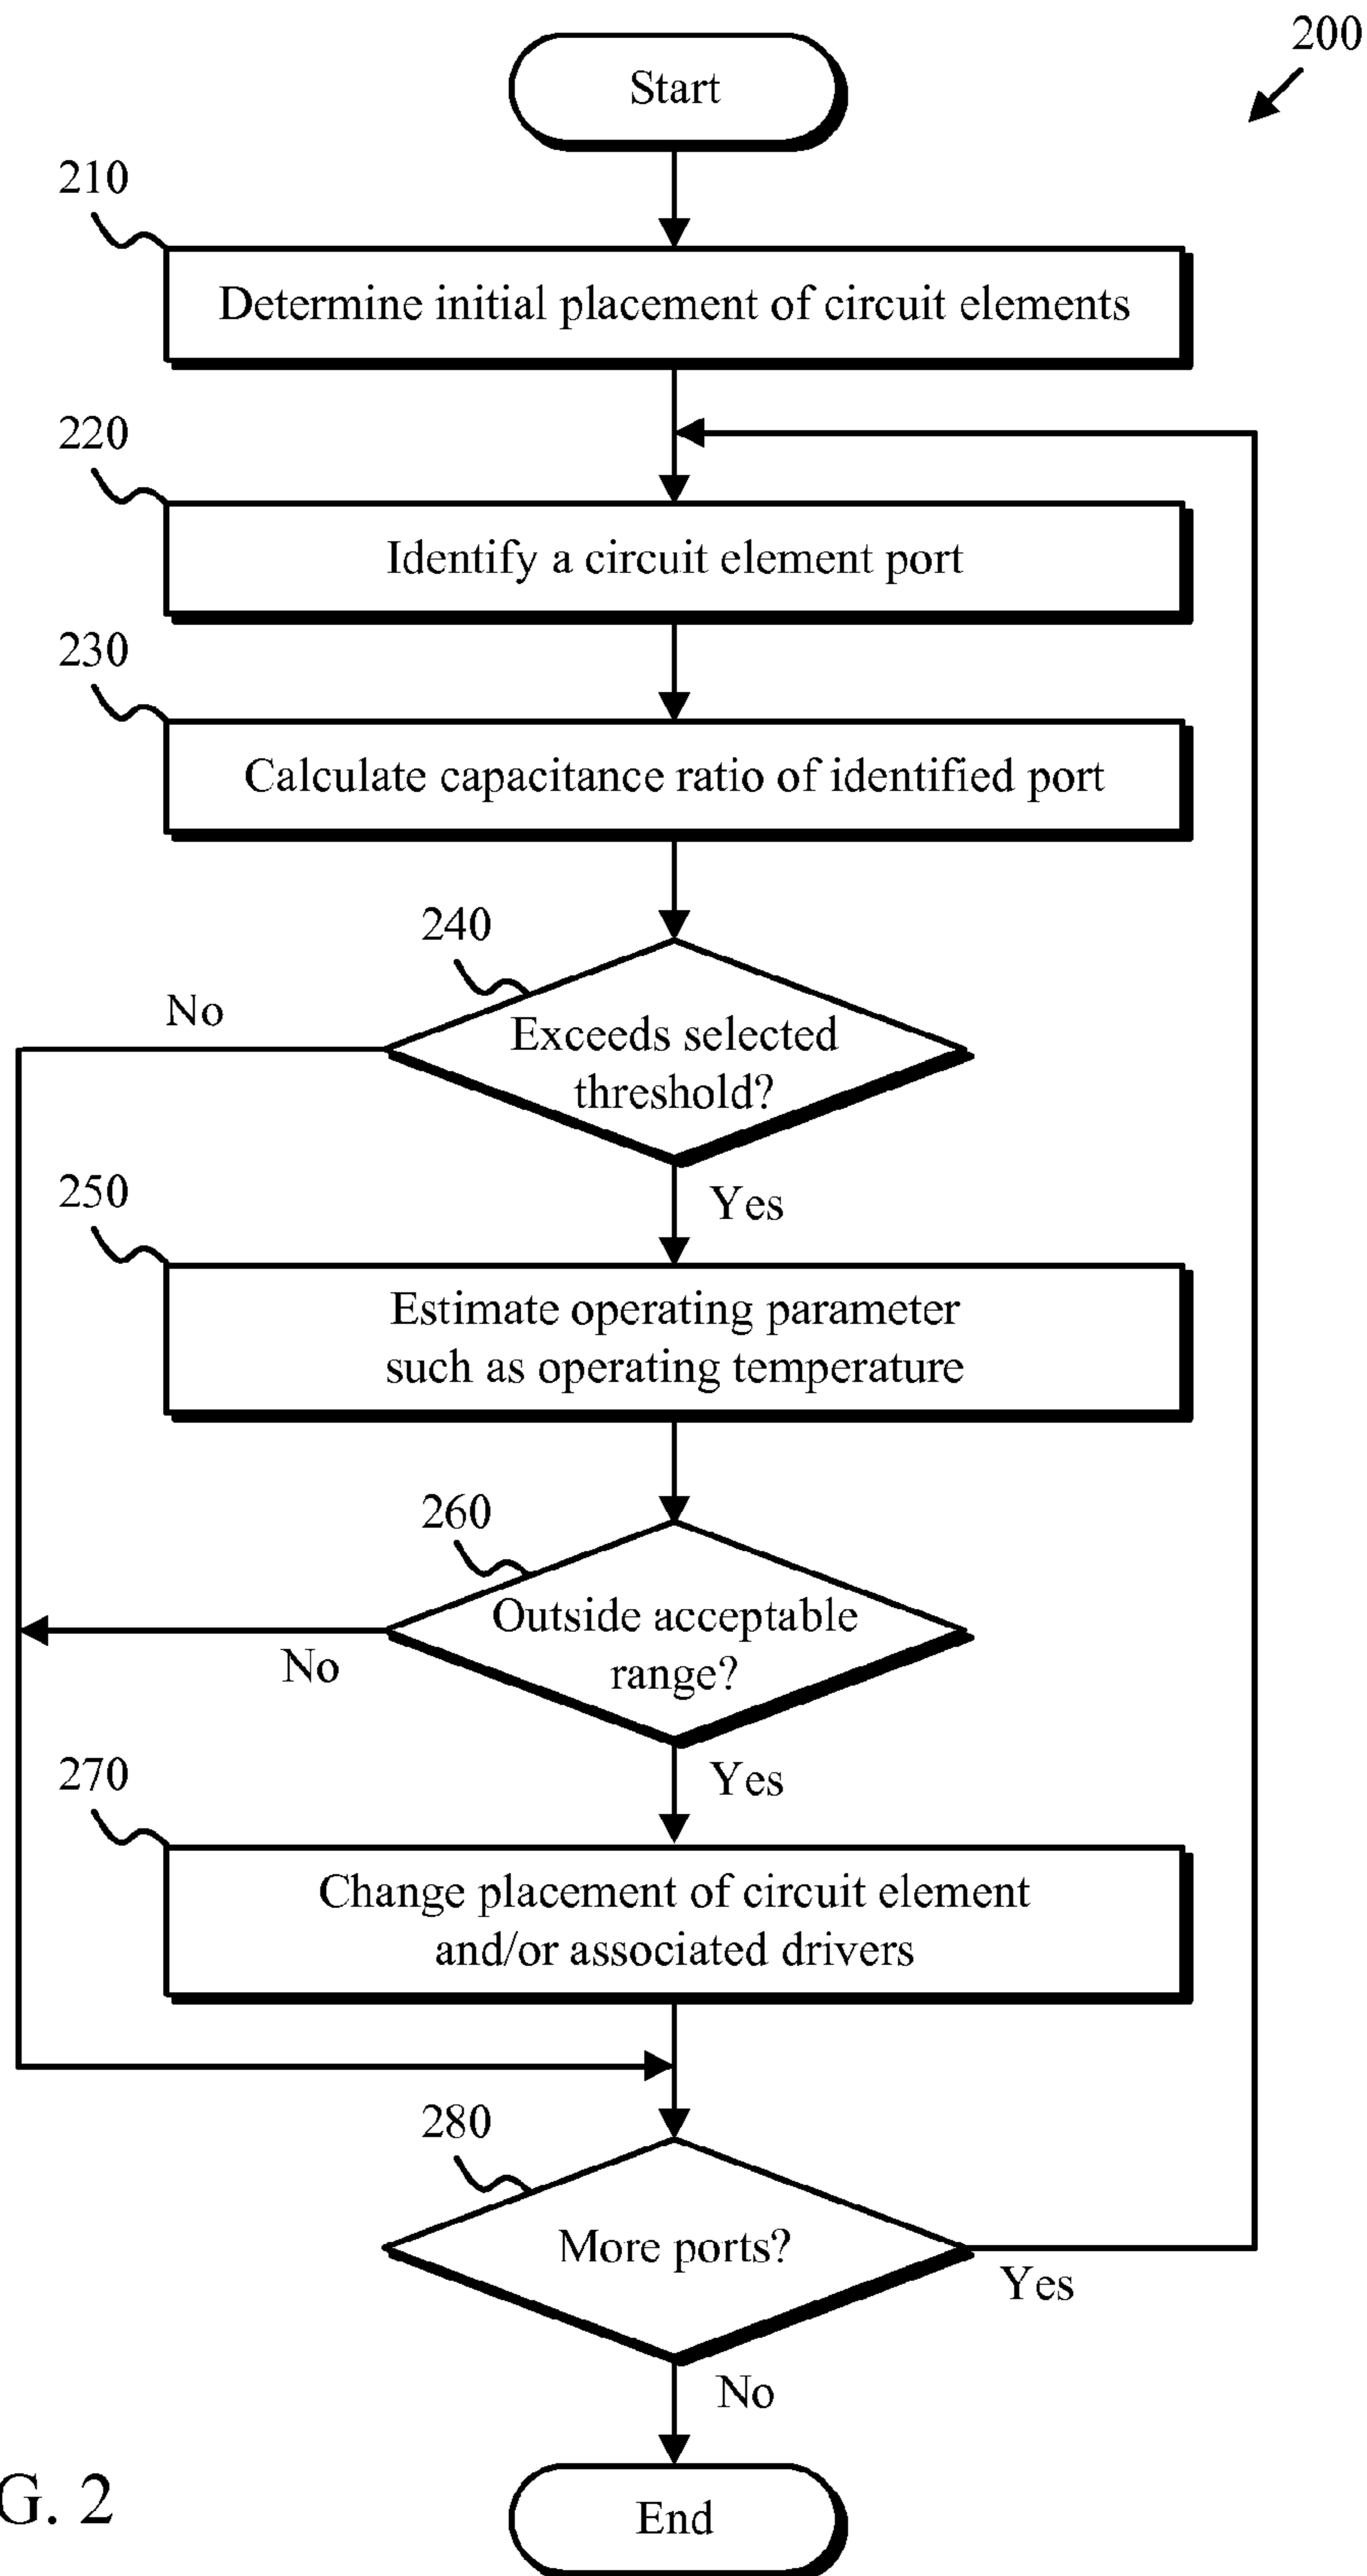 200
Start
210
Determine initial placement of circuit elements
220
Identify a circuit element port
230
Calculate capacitance ratio of identified port
240
No
Exceeds selected
threshold?
Yes
250
Estimate operating parameter
such as operating temperature
260
Outside acceptable
range?
No
Yes
270
Change placement of circuit element
and/or associated drivers
280
More ports?
Yes
No
G. 2
End